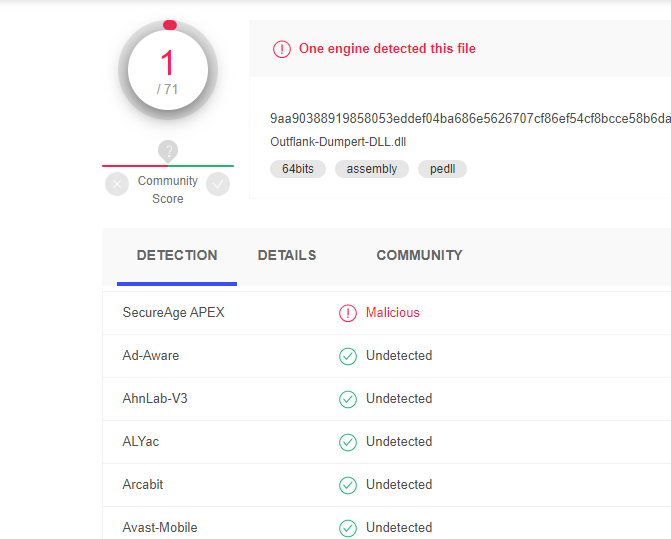 1
/ 71
?
Community
Score
One engine detected this file
9aa90388919858053eddef04ba686e5626707cf86ef54cf8bcce58b6da
Outflank-Dumpert-DLL.dll
64bits assembly pedll
DETECTION DETAILS COMMUNITY
SecureAge APEX Malicious
Ad-Aware Undetected
AhnLab-V3 Undetected
ALYac Undetected
Arcabit Undetected
Avast-Mobile Undetected